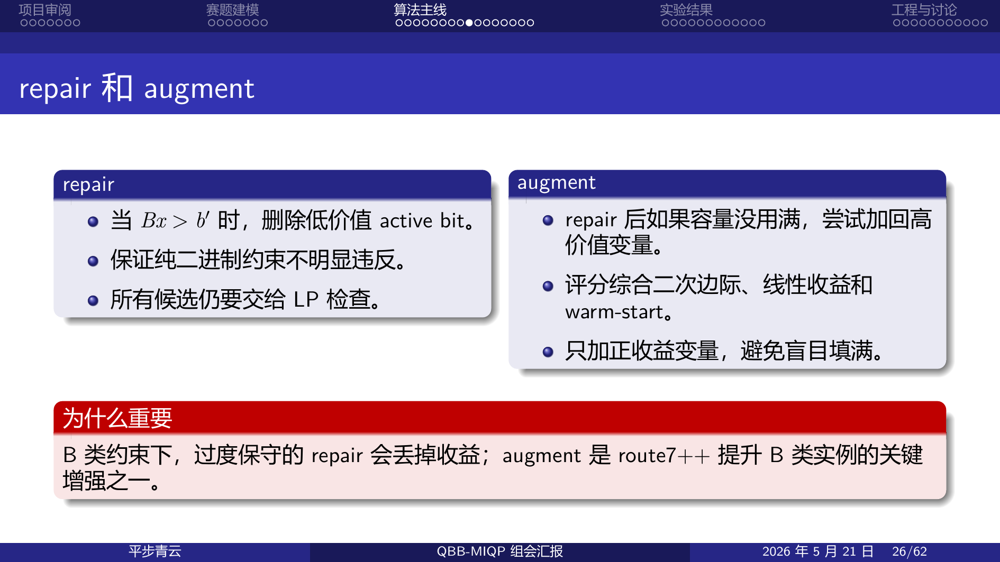 项目审阅
赛题建模
算法主线
实验结果
工程与讨论
repair 和 augment
repair
当 Bx > b′ 时，删除低价值 active bit。
保证纯二进制约束不明显违反。
所有候选仍要交给 LP 检查。
augment
repair 后如果容量没用满，尝试加回高
价值变量。
评分综合二次边际、线性收益和
warm-start。
只加正收益变量，避免盲目填满。
为什么重要
B 类约束下，过度保守的 repair 会丢掉收益；augment 是 route7++ 提升 B 类实例的关键
增强之一。
平步青云
QBB-MIQP 组会汇报
2026 年 5 月 21 日
26/62